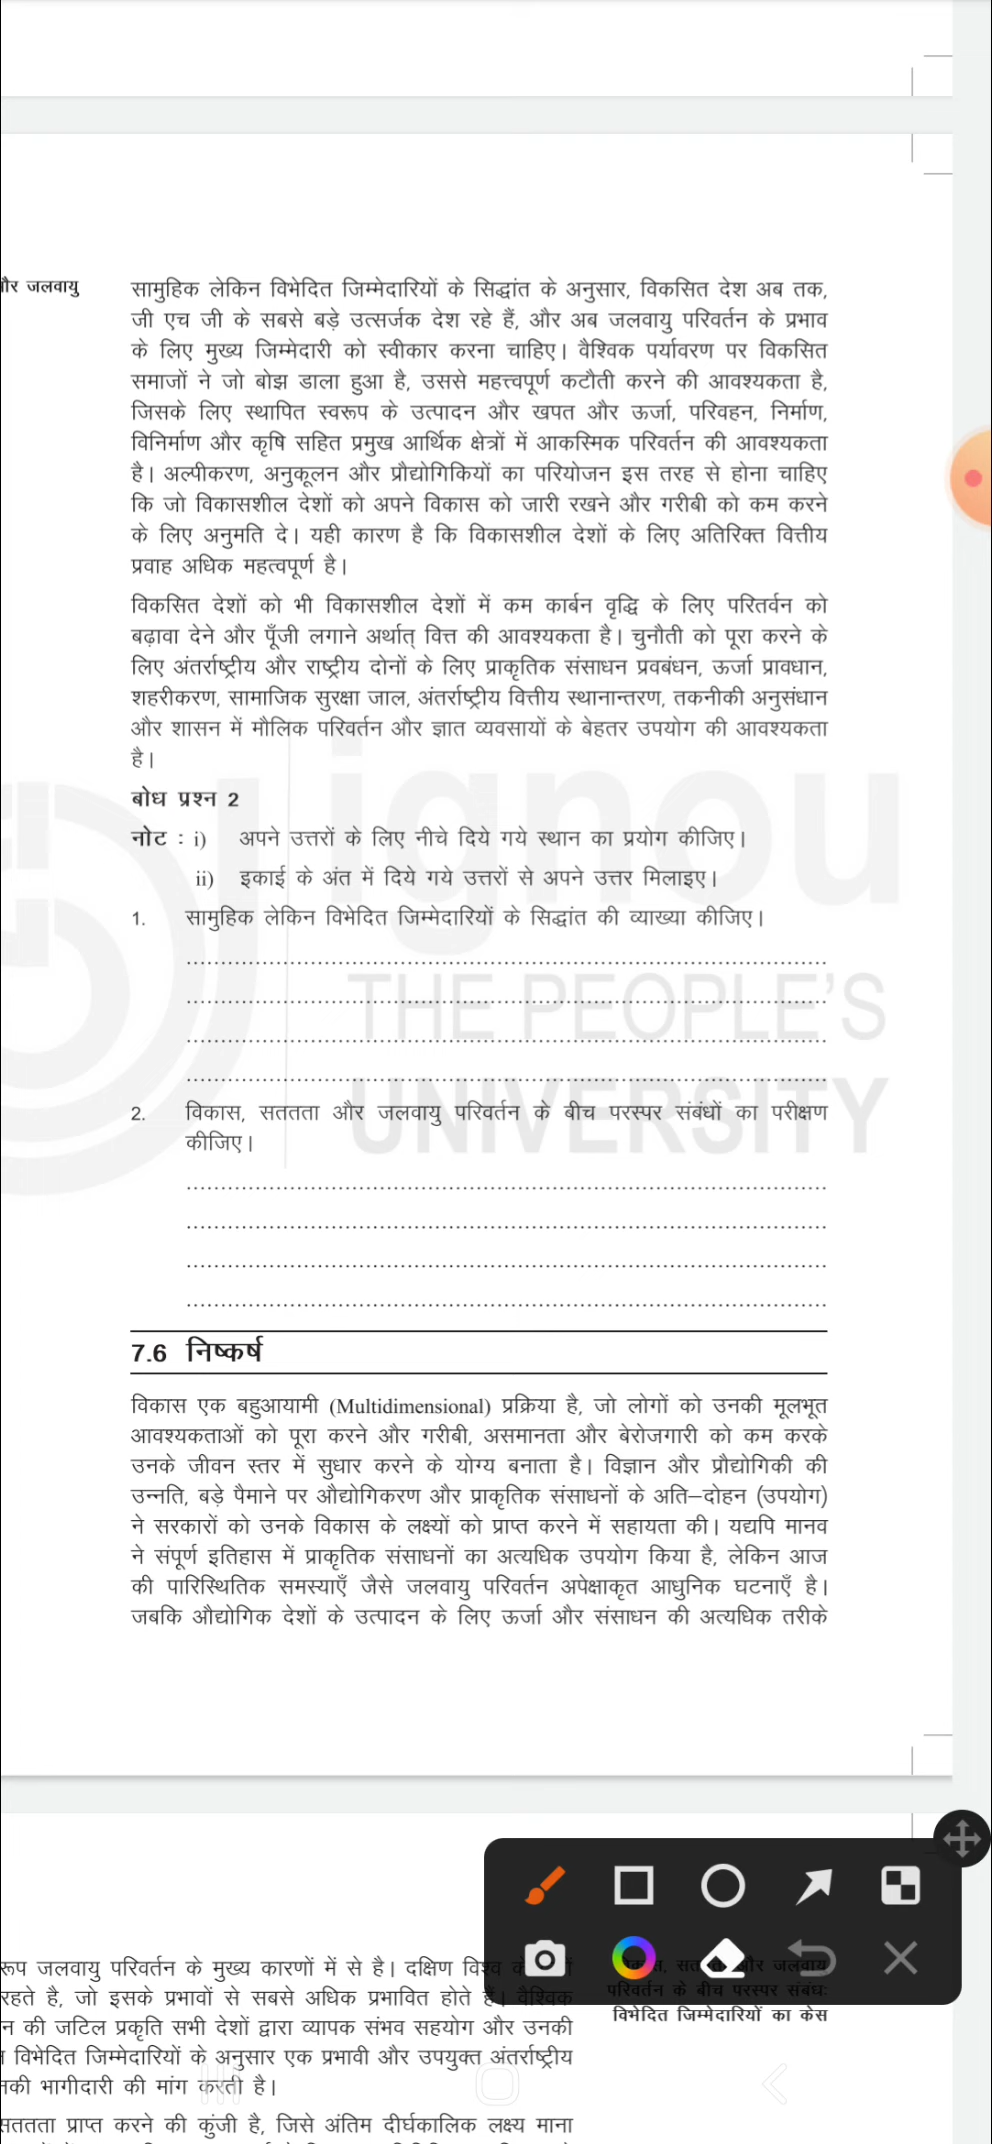 और जलवायु
सामुहिक लेकिन विभेदित जिम्मेदारियों के सिद्धांत के अनुसार, विकसित देश अब तक,
जी एच जी के सबसे बड़े उत्सर्जक देश रहे हैं, और अब जलवायु परिवर्तन के प्रभाव
के लिए मुख्य जिम्मेदारी को स्वीकार करना चाहिए। वैश्विक पर्यावरण पर विकसित
समाजों ने जो बोझ डाला हुआ है, उससे महत्त्वपूर्ण कटौती करने की आवश्यकता है,
जिसके लिए स्थापित स्वरूप के उत्पादन और खपत और ऊर्जा, परिवहन, निर्माण,
विनिर्माण और कृषि सहित प्रमुख आर्थिक क्षेत्रों में आकस्मिक परिवर्तन की आवश्यकता
है। अल्पीकरण, अनुकूलन और प्रौद्योगिकियों का परियोजन इस तरह से होना चाहिए
कि जो विकासशील देशों को अपने विकास को जारी रखने और गरीबी को कम करने
के लिए अनुमति दे। यही कारण है कि विकासशील देशों के लिए अतिरिक्त वित्तीय
प्रवाह अधिक महत्वपूर्ण है।
विकसित देशों को भी विकासशील देशों में कम कार्बन वृद्धि के लिए परितर्वन को
बढ़ावा देने और पूँजी लगाने अर्थात् वित्त की आवश्यकता है। चुनौती को पूरा करने के
लिए अंतर्राष्ट्रीय और राष्ट्रीय दोनों के लिए प्राकृतिक संसाधन प्रवबंधन, ऊर्जा प्रावधान,
शहरीकरण, सामाजिक सुरक्षा जाल, अंतर्राष्ट्रीय वित्तीय स्थानान्तरण, तकनीकी अनुसंधान
और शासन में मौलिक परिवर्तन और ज्ञात व्यवसायों के बेहतर उपयोग की आवश्यकता
है।
ignou
THE PEOPLE'S
UNIVERSITY
बोध प्रश्न 2
नोट : i) अपने उत्तरों के लिए नीचे दिये गये स्थान का प्रयोग कीजिए।
ii) इकाई के अंत में दिये गये उत्तरों से अपने उत्तर मिलाइए।
1. सामुहिक लेकिन विभेदित जिम्मेदारियों के सिद्धांत की व्याख्या कीजिए।
2. विकास, सततता और जलवायु परिवर्तन के बीच परस्पर संबंधों का परीक्षण
कीजिए।
7.6 निष्कर्ष
विकास एक बहुआयामी (Multidimensional) प्रक्रिया है, जो लोगों को उनकी मूलभूत
आवश्यकताओं को पूरा करने और गरीबी, असमानता और बेरोजगारी को कम करके
उनके जीवन स्तर में सुधार करने के योग्य बनाता है। विज्ञान और प्रौद्योगिकी की
उन्नति, बड़े पैमाने पर औद्योगिकरण और प्राकृतिक संसाधनों के अति–दोहन (उपयोग)
ने सरकारों को उनके विकास के लक्ष्यों को प्राप्त करने में सहायता की। यद्यपि मानव
ने संपूर्ण इतिहास में प्राकृतिक संसाधनों का अत्यधिक उपयोग किया है, लेकिन आज
की पारिस्थितिक समस्याएँ जैसे जलवायु परिवर्तन अपेक्षाकृत आधुनिक घटनाएँ है।
जबकि औद्योगिक देशों के उत्पादन के लिए ऊर्जा और संसाधन की अत्यधिक तरीके
रूप जलवायु परिवर्तन के मुख्य कारणों में से है। दक्षिण विश्व
रहते है, जो इसके प्रभावों से सबसे अधिक प्रभावित होते हैं। वैश्विक
न की जटिल प्रकृति सभी देशों द्वारा व्यापक संभव सहयोग और उनकी
विभेदित जिम्मेदारियों के अनुसार एक प्रभावी और उपयुक्त अंतर्राष्ट्रीय
भागीदारी की मांग करती है।
सततता प्राप्त करने की कुंजी है, जिसे अंतिम दीर्घकालिक लक्ष्य माना
और जलवायु
परिवर्तन के बीच परस्पर संबंधः
विभेदित जिम्मेदारियों का केस